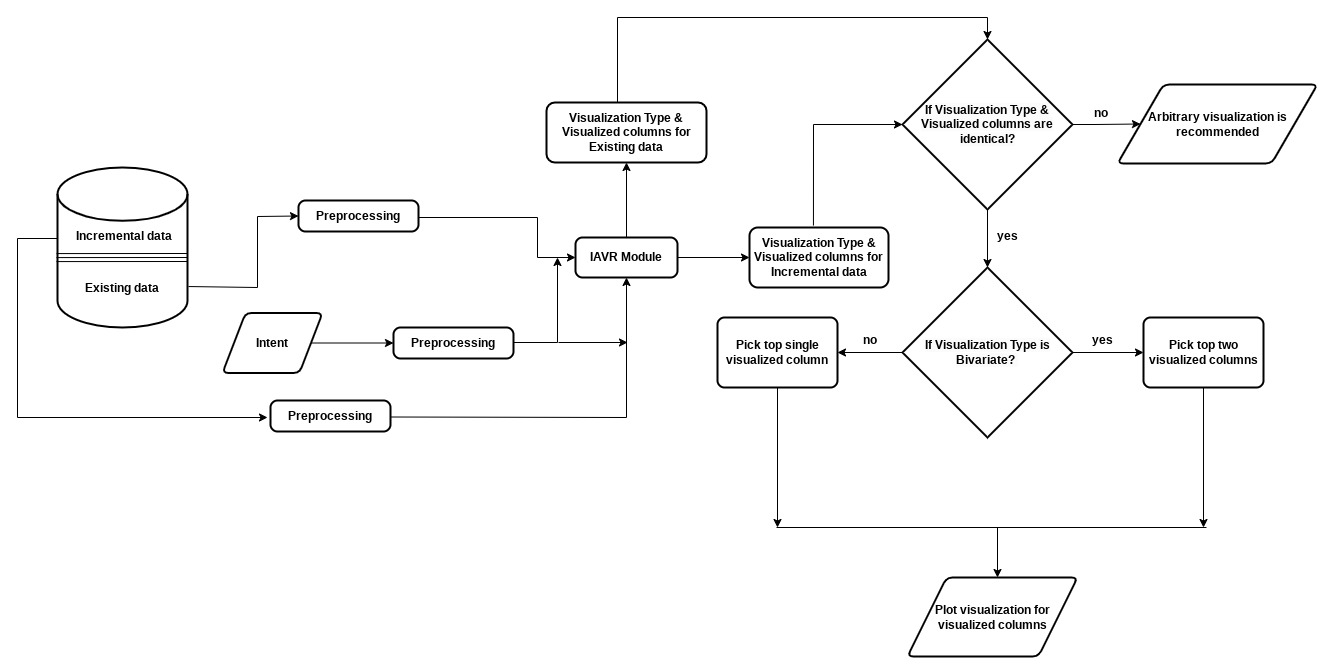 Visualization Type &
Visualized columns for
Existing data
If Visualization Type &
Visualized columns are
identical?
no
Arbitrary visualization is
recommended
Incremental data
Existing data
Preprocessing
IAVR Module
Visualization Type &
Visualized columns for
Incremental data
yes
Intent
Preprocessing
Preprocessing
Pick top single
visualized column
no
If Visualization Type is
Bivariate?
yes
Pick top two
visualized columns
Plot visualization for
visualized columns